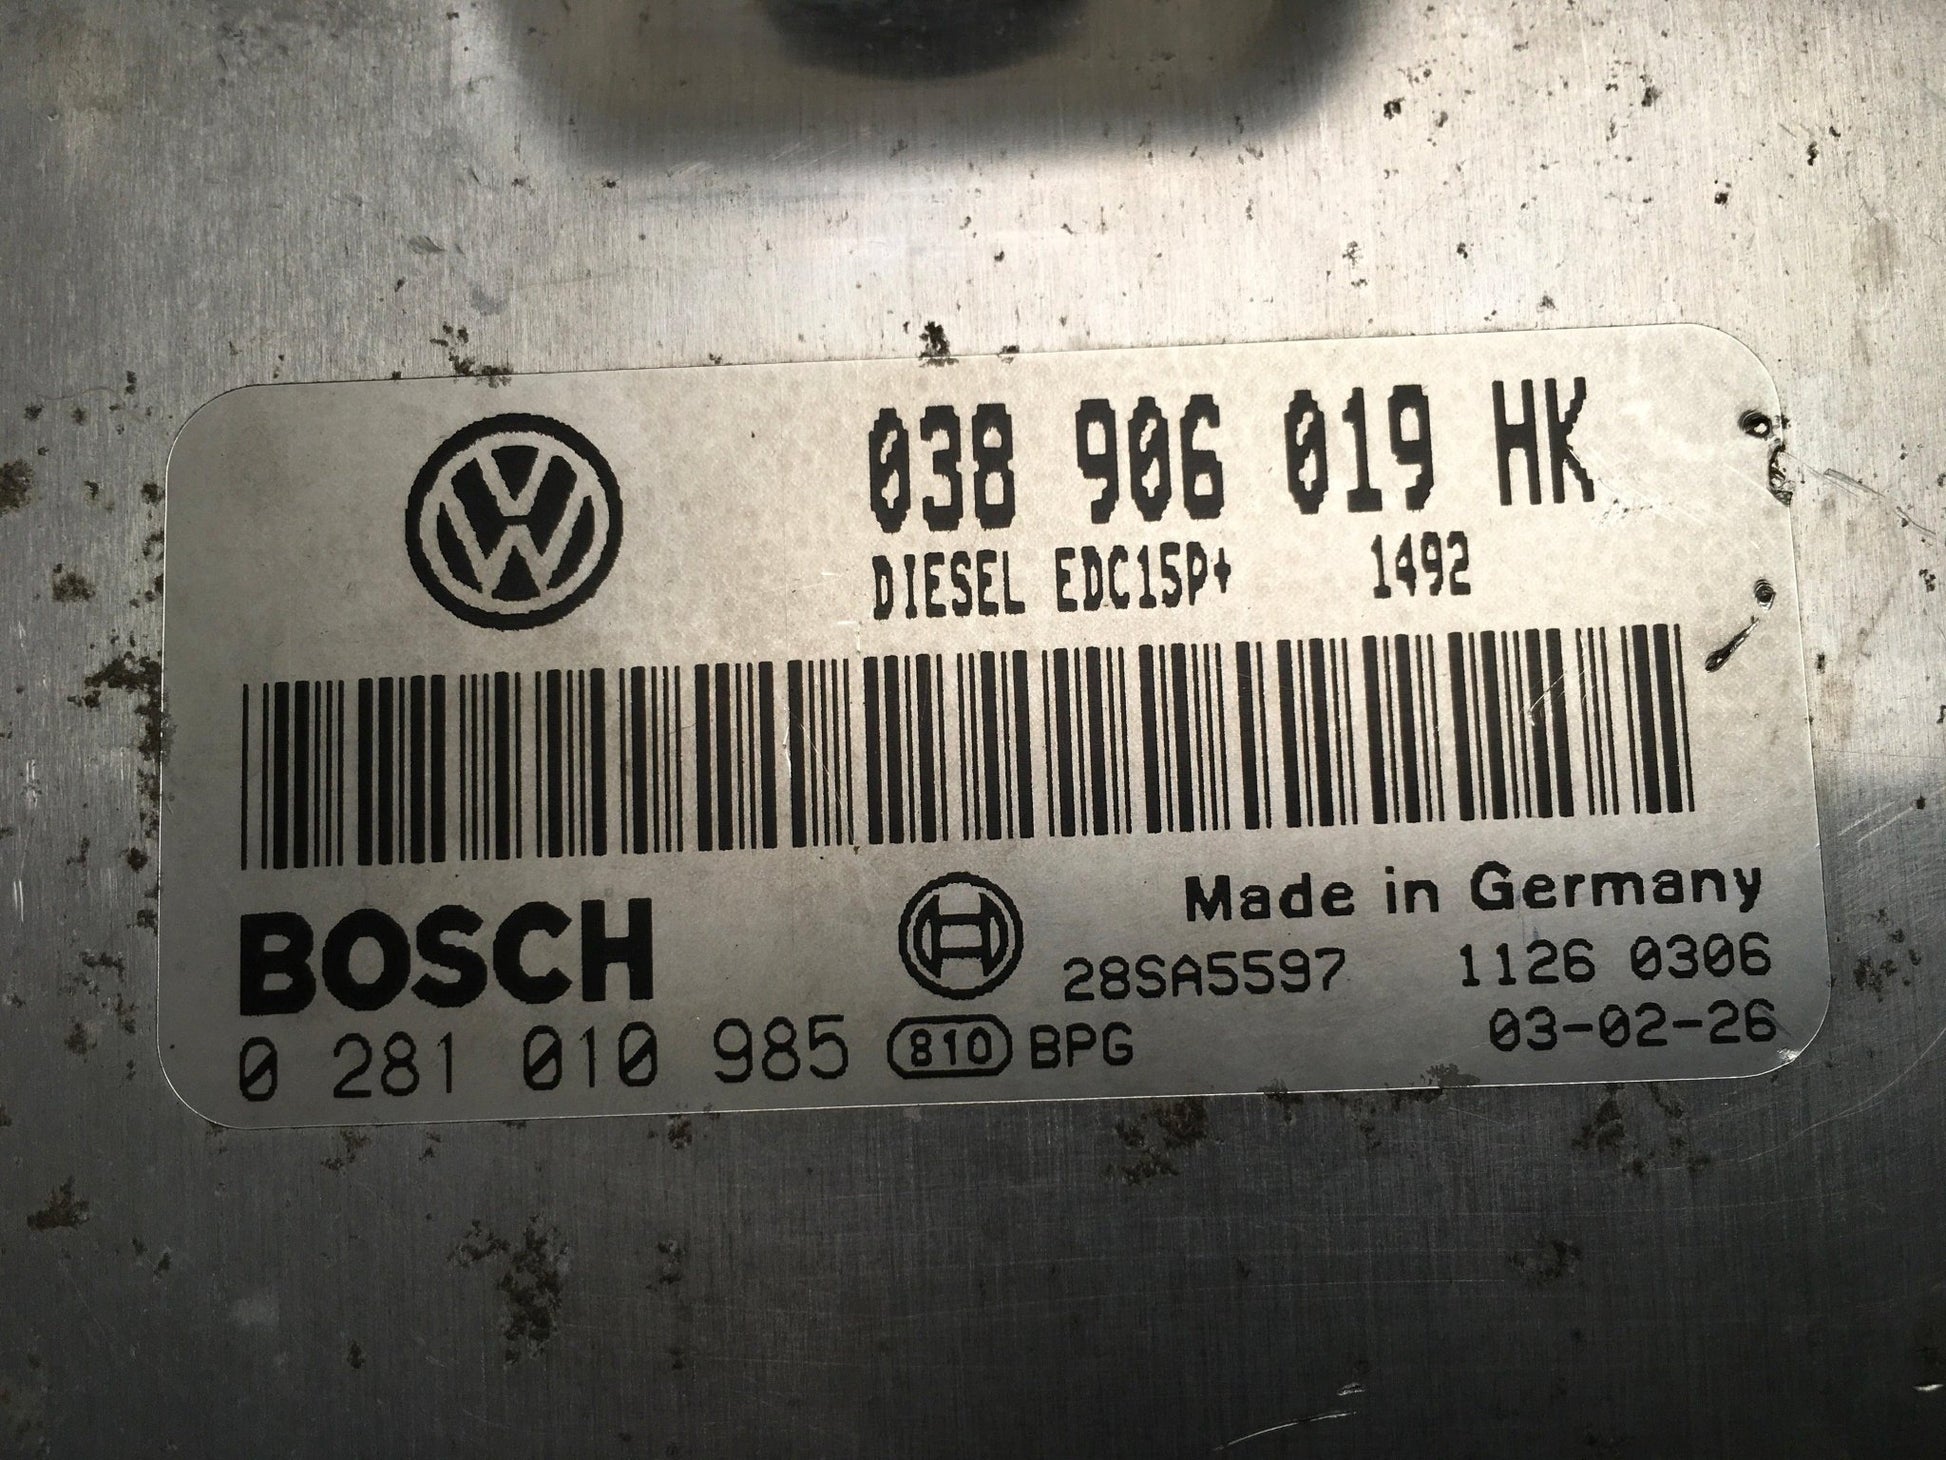 038 906 019 HK
DIESEL EDC15P+ 1492
BOSCH
Made in Germany
28SA5597 1126 0306
0 281 010 985 810 BPG 03-02-26